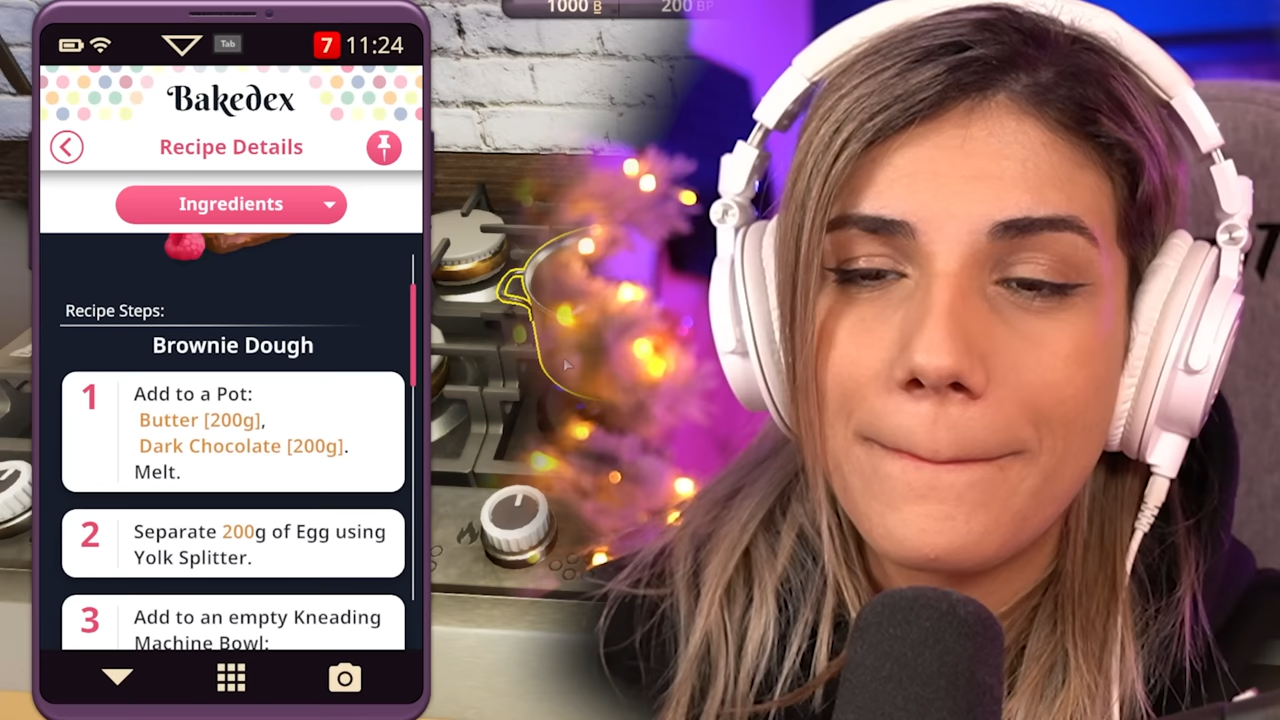 1000 B
200 BP
Tab
7 11:24
Bakedex
Recipe Details
Ingredients
Recipe Steps:
Brownie Dough
1
Add to a Pot:
Butter [200g],
Dark Chocolate [200g].
Melt.
2
Separate 200g of Egg using
Yolk Splitter.
3
Add to an empty Kneading
Machine Bowl: